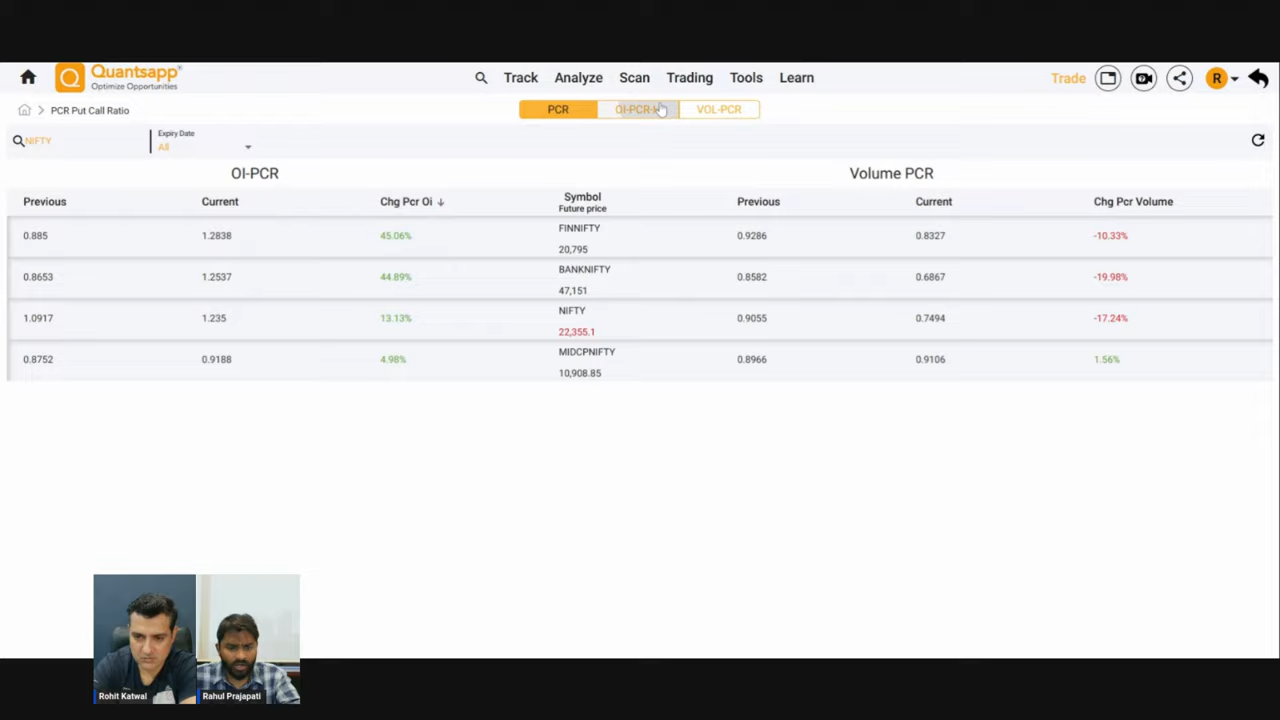 Quantsapp
Optimize Opportunities
Track Analyze Scan Trading Tools Learn
Trade
R
PCR Put Call Ratio
PCR
VOL-PCR
NIFTY
Expiry Date
All
OI-PCR
Volume PCR
Previous Current Chg Pcr Oi ↓ Symbol Previous Current Chg Pcr Volume
Future price
0.885 1.2838 45.06% FINNIFTY 0.9286 0.8327 -10.33%
20,795
0.8653 1.2537 44.89% BANKNIFTY 0.8582 0.6867 -19.98%
47,151
1.0917 1.235 13.13% NIFTY 0.9055 0.7494 -17.24%
22,355.1
0.8752 0.9188 4.98% MIDCPNIFTY 0.8966 0.9106 1.56%
10,908.85
Rohit Katwal
Rahul Prajapati